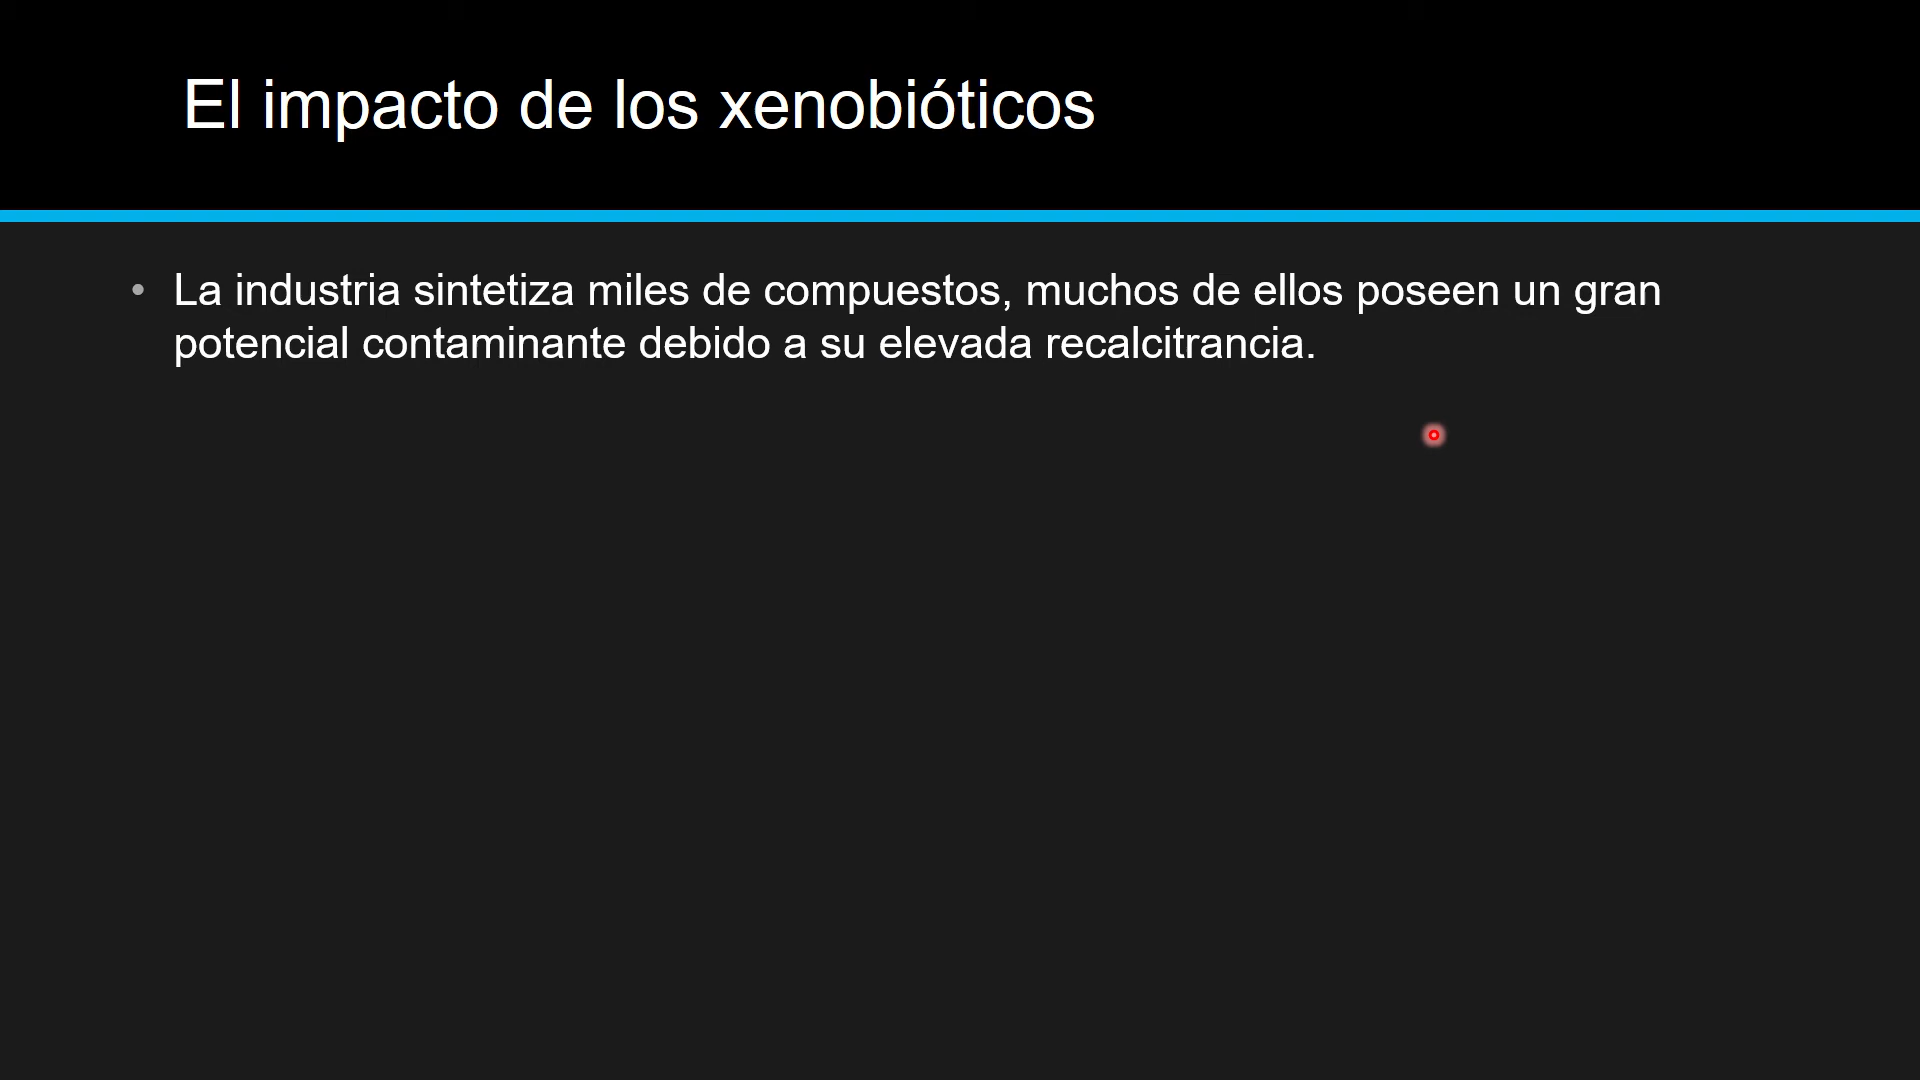 El impacto de los xenobióticos
• La industria sintetiza miles de compuestos, muchos de ellos poseen un gran
potencial contaminante debido a su elevada recalcitrancia.